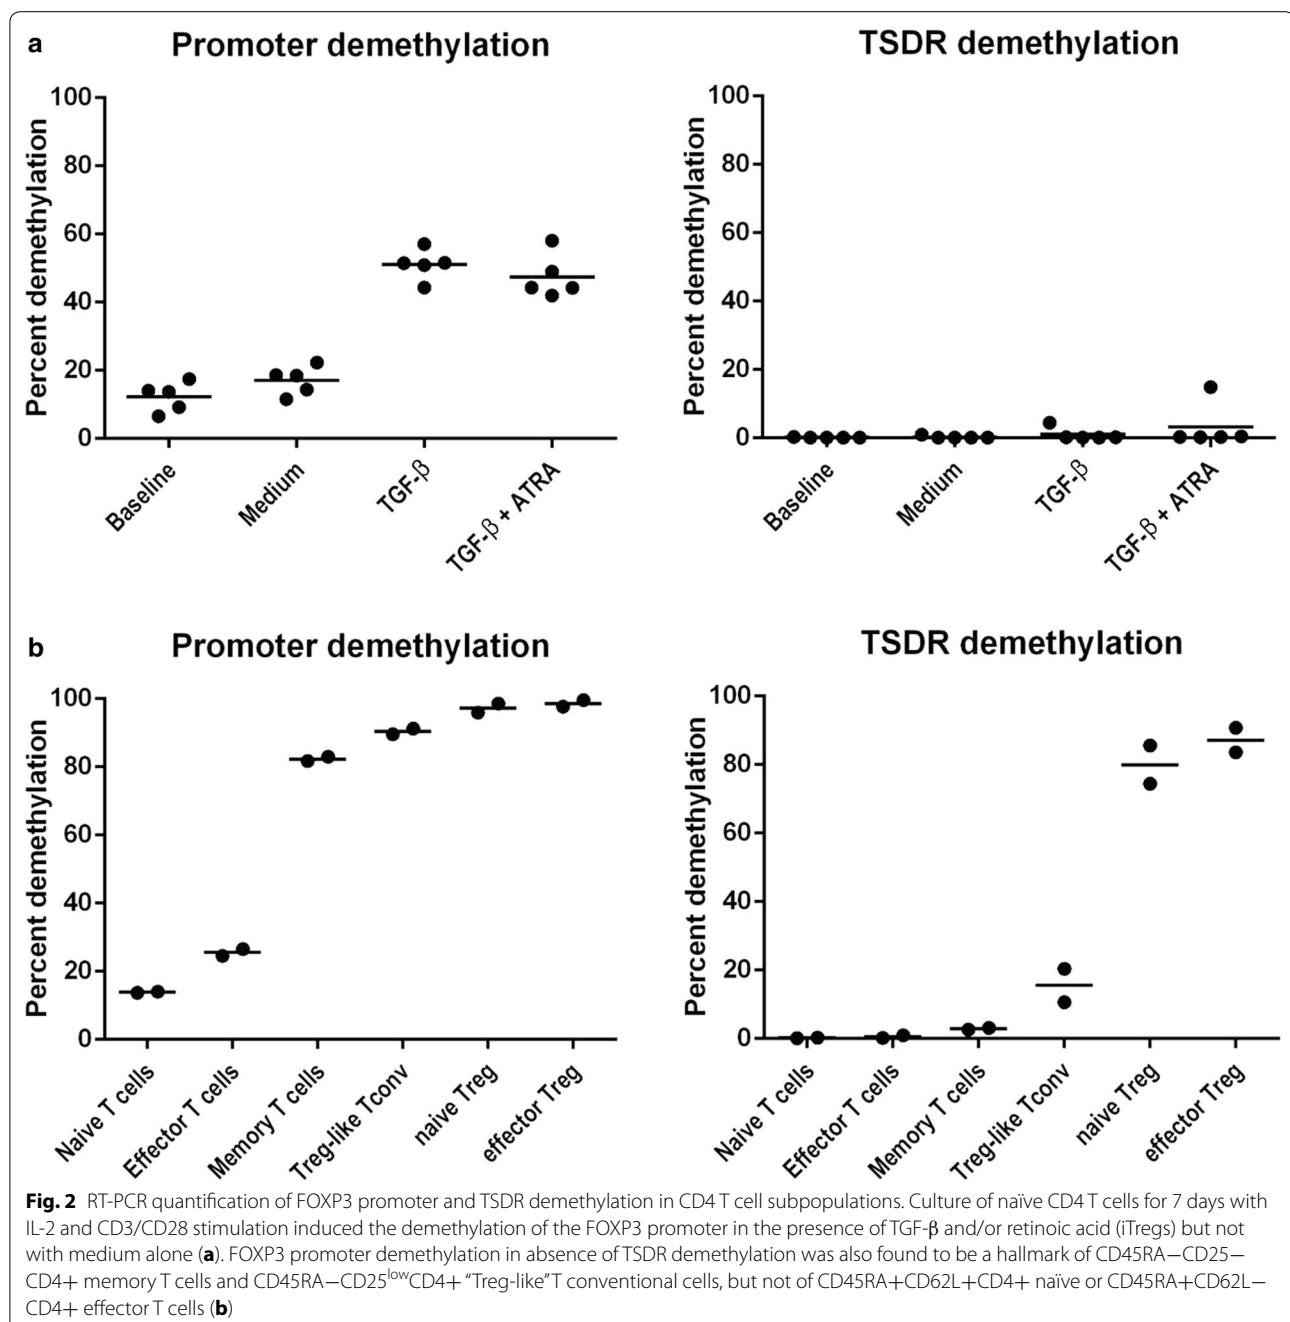 a
Promoter demethylation
TSDR demethylation
Percent demethylation
100
80
60
40
20
0
Baseline
Medium
TGF-β
TGF-β + ATRA
Percent demethylation
100
80
60
40
20
0
Baseline
Medium
TGF-β
TGF-β + ATRA
b
Promoter demethylation
TSDR demethylation
Percent demethylation
100
80
60
40
20
0
Naive T cells
Effector T cells
Memory T cells
Treg-like Tconv
naive Treg
effector Treg
Percent demethylation
100
80
60
40
20
0
Naive T cells
Effector T cells
Memory T cells
Treg-like Tconv
naive Treg
effector Treg
Fig. 2 RT-PCR quantification of FOXP3 promoter and TSDR demethylation in CD4 T cell subpopulations. Culture of naïve CD4 T cells for 7 days with
IL-2 and CD3/CD28 stimulation induced the demethylation of the FOXP3 promoter in the presence of TGF-β and/or retinoic acid (iTregs) but not
with medium alone (a). FOXP3 promoter demethylation in absence of TSDR demethylation was also found to be a hallmark of CD45RA−CD25−
CD4+ memory T cells and CD45RA−CD25lowCD4+ “Treg-like” T conventional cells, but not of CD45RA+CD62L+CD4+ naïve or CD45RA+CD62L−
CD4+ effector T cells (b)